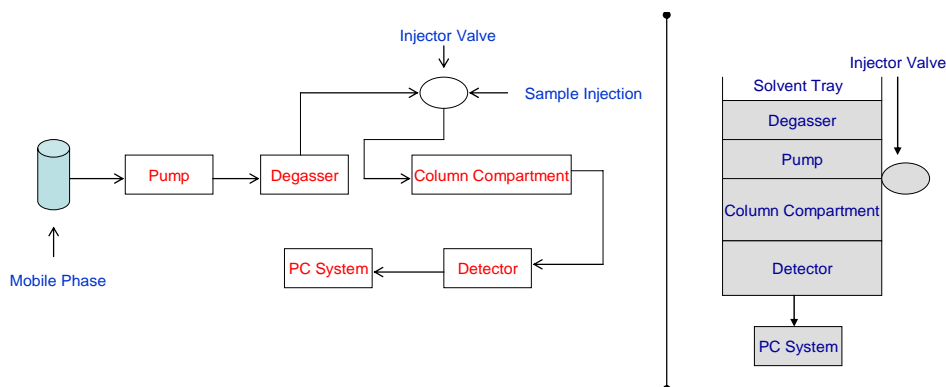 Injector Valve
Sample Injection
Pump
Degasser
Column Compartment
PC System
Detector
Mobile Phase
Injector Valve
Solvent Tray
Degasser
Pump
Column Compartment
Detector
PC System